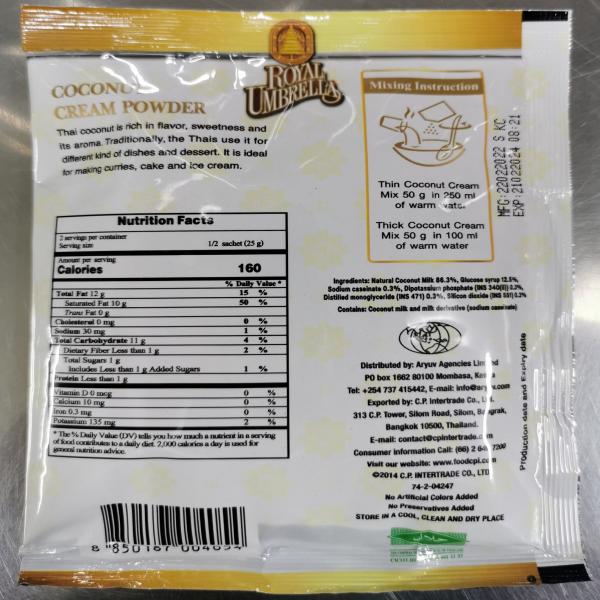 ROYAL
UMBRELLA
COCONU
CREAM POWDER
Thai coconut is rich in flavor, sweetness and
its aroma. Traditionally, the Thais use it for
different kind of dishes and dessert. It is ideal
for making curries, cake and ice cream.
Nutrition Facts
2 servings per container
Serving size 1/2 sachet (25 g)
Amount per serving
Calories 160
% Daily Value *
Total Fat 12 g 15 %
Saturated Fat 10 g 50 %
Trans Fat 0 g
Cholesterol 0 mg 0 %
Sodium 30 mg 1 %
Total Carbohydrate 11 g 4 %
Dietary Fiber Less than 1 g 2 %
Total Sugars 1 g
Includes Less than 1 g Added Sugars 1 %
Protein Less than 1 g
Vitamin D 0 mcg 0 %
Calcium 10 mg 0 %
Iron 0.3 mg 0 %
Potassium 135 mg 2 %
* The % Daily Value (DV) tells you how much a nutrient in a serving
of food contributes to a daily diet. 2,000 calories a day is used for
general nutrition advice.
Mixing Instruction
Thin Coconut Cream
Mix 50 g in 250 ml
of warm water
Thick Coconut Cream
Mix 50 g in 100 ml
of warm water
MFG: 22022022 S KC
EXP: 21022024 08:21
Ingredients: Natural Coconut Milk 86.3%, Glucose syrup 12.5%,
Sodium caseinate 0.3%, Dipotassium phosphate (INS 340(ii)) 0.3%,
Distilled monoglyceride (INS 471) 0.3%, Silicon dioxide (INS 551) 0.3%
Contains: Coconut milk and milk derivative (sodium caseinate)
Distributed by: Aryuv Agencies Limited
PO box 1662 80100 Mombasa, Kenya
Tel: +254 737 415442, E-mail:
Exported by: C.P. Intertrade Co., Ltd.
313 C.P. Tower, Silom Road, Silom, Bangrak,
Bangkok 10500, Thailand.
E-mail: contact@cpintertrade.com
Consumer information Call: (66) 2 7200
Visit our website: www.foodcpi.com
©2014 C.P. INTERTRADE CO., LTD
74-2-04247
No Artificial Colors Added
No Preservatives Added
STORE IN A COOL, CLEAN AND DRY PLACE
Production date and Expiry date
حلال